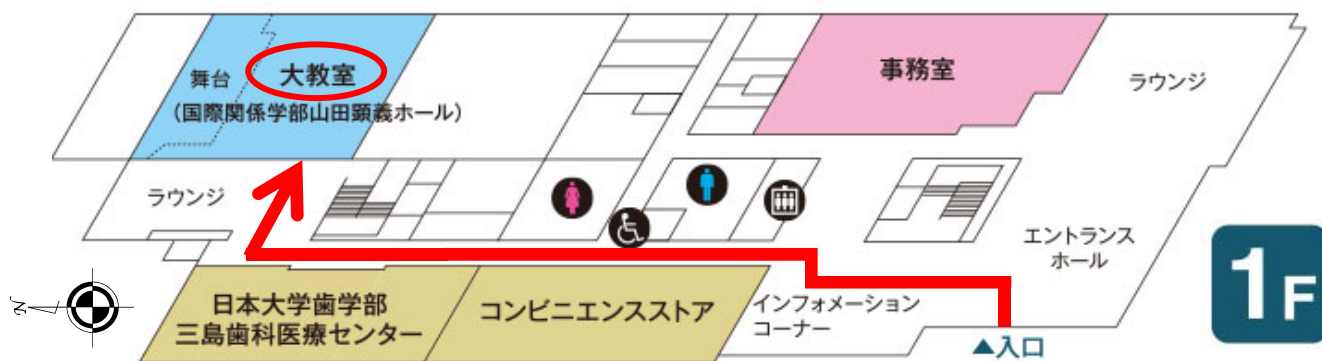 舞台
大教室
(国際関係学部山田顕義ホール)
事務室
ラウンジ
ラウンジ
エントランス
ホール
1F
N
日本大学歯学部
三島歯科医療センター
コンビニエンスストア
インフォメーション
コーナー
▲入口